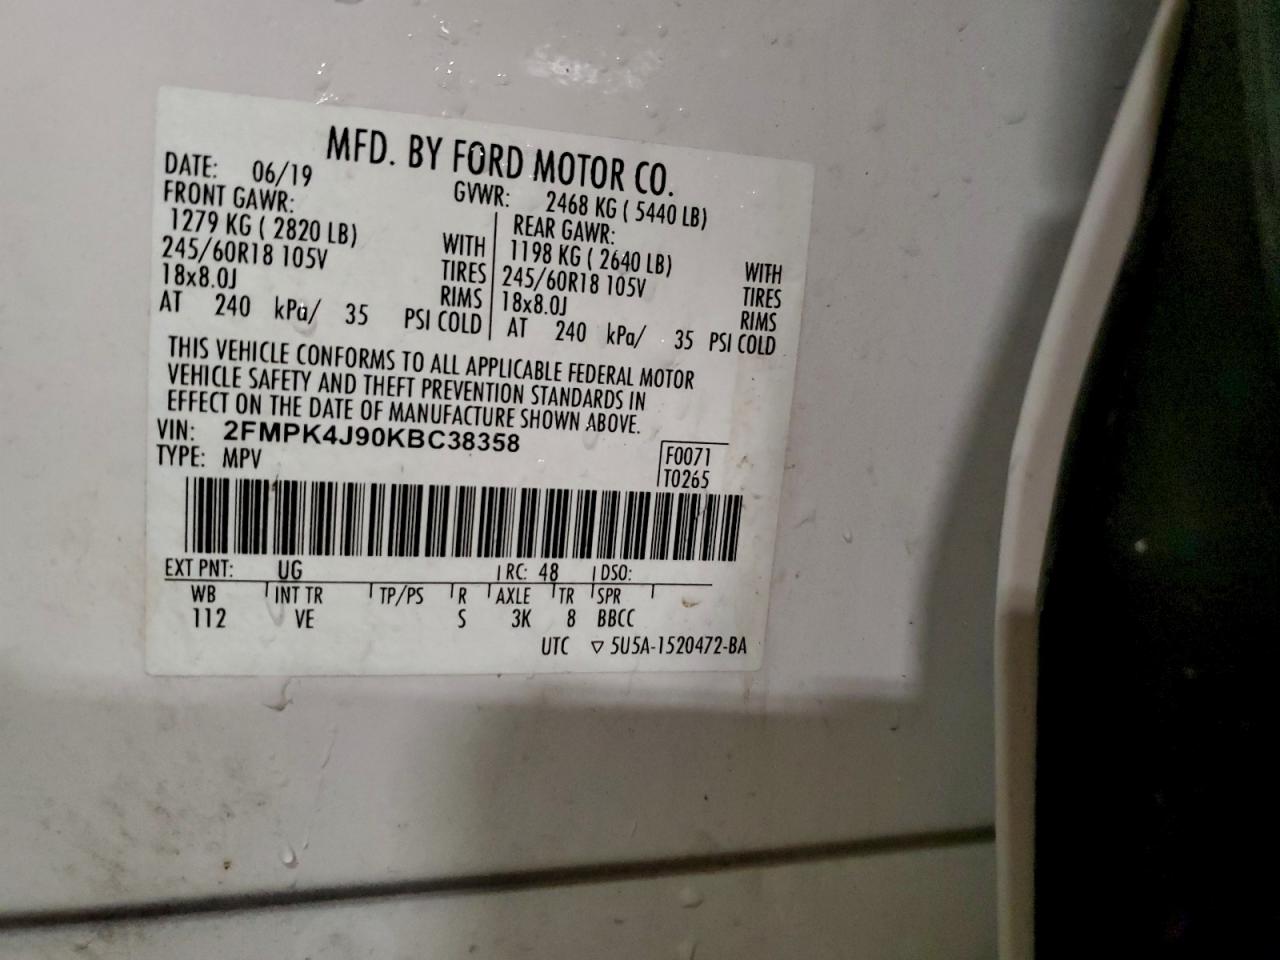 MFD. BY FORD MOTOR CO.
DATE: 06/19 GVWR: 2468 KG ( 5440 LB)
FRONT GAWR: REAR GAWR:
1279 KG ( 2820 LB) WITH 1198 KG ( 2640 LB) WITH
245/60R18 105V TIRES 245/60R18 105V TIRES
18x8.0J RIMS 18x8.0J RIMS
AT 240 kPa/ 35 PSI COLD AT 240 kPa/ 35 PSI COLD
THIS VEHICLE CONFORMS TO ALL APPLICABLE FEDERAL MOTOR
VEHICLE SAFETY AND THEFT PREVENTION STANDARDS IN
EFFECT ON THE DATE OF MANUFACTURE SHOWN ABOVE.
VIN: 2FMPK4J90KBC38358
TYPE: MPV
F0071
T0265
EXT PNT: UG RC: 48 DSO:
WB INT TR TP/PS R AXLE TR SPR
112 VE S 3K 8 BBCC
UTC ▽ 5U5A-1520472-BA